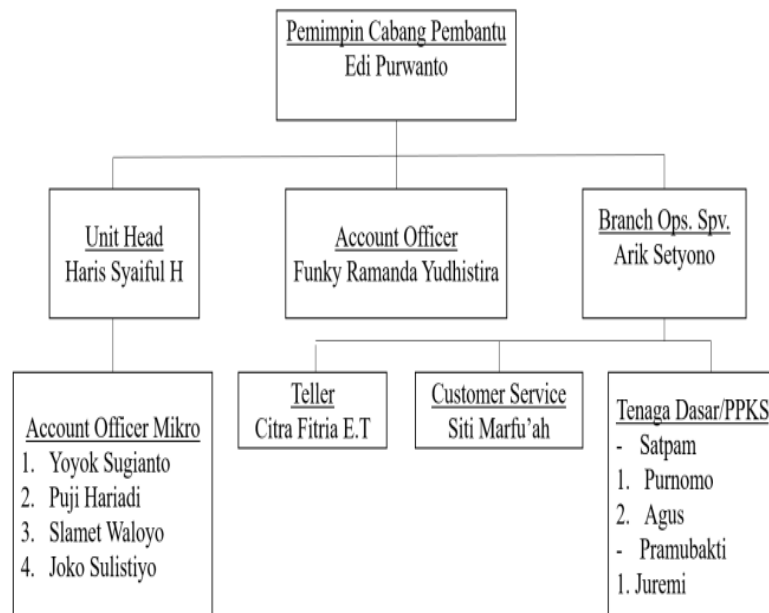 Pemimpin Cabang Pembantu
Edi Purwanto
Unit Head
Haris Syaiful H
Account Officer
Funky Ramanda Yudhistira
Branch Ops. Spv.
Arik Setyono
Account Officer Mikro
1. Yoyok Sugianto
2. Puji Hariadi
3. Slamet Waloyo
4. Joko Sulistiyo
Teller
Citra Fitria E.T
Customer Service
Siti Marfu’ah
Tenaga Dasar/PPKS
- Satpam
1. Purnomo
2. Agus
- Pramubakti
1. Juremi